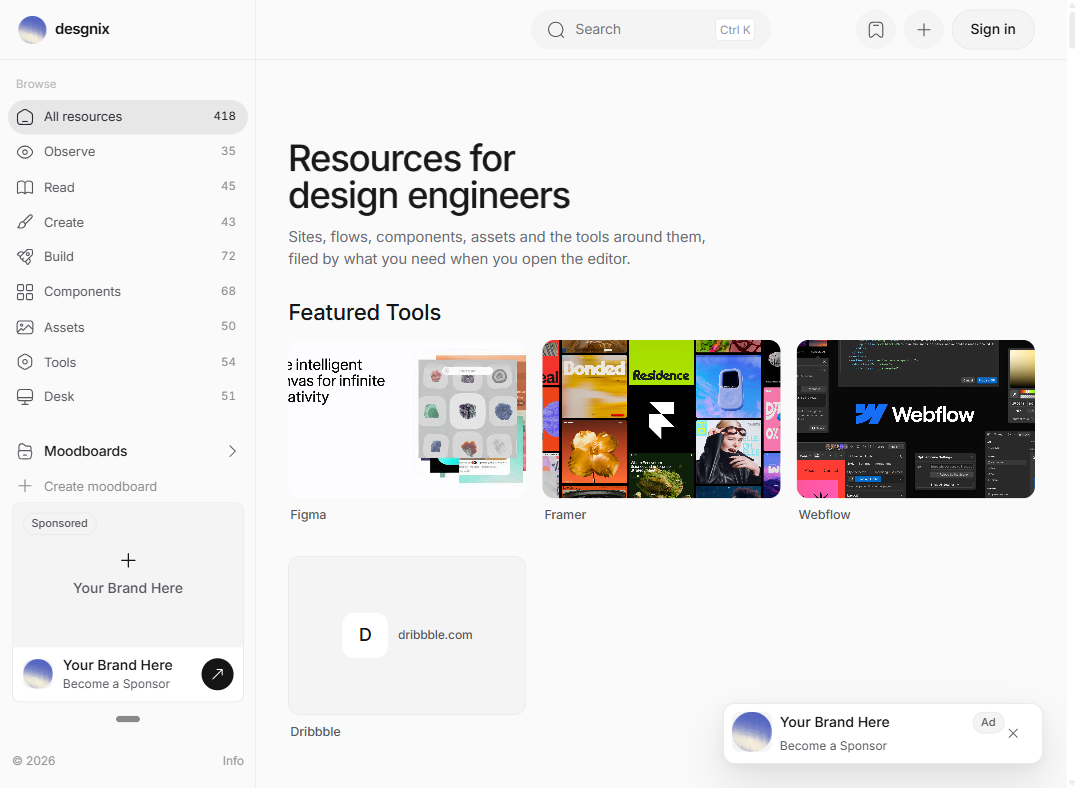 desgnix
Search
Ctrl K
Sign in
Browse
All resources 418
Observe 35
Read 45
Create 43
Build 72
Components 68
Assets 50
Tools 54
Desk 51
Moodboards
Create moodboard
Sponsored
Your Brand Here
Your Brand Here
Become a Sponsor
© 2026 Info
Resources for
design engineers
Sites, flows, components, assets and the tools around them,
filed by what you need when you open the editor.
Featured Tools
e intelligent
nvas for infinite
ativity
Figma
Bonded
Residence
Framer
Webflow
Webflow
D
dribbble.com
Dribbble
Your Brand Here
Become a Sponsor
Ad